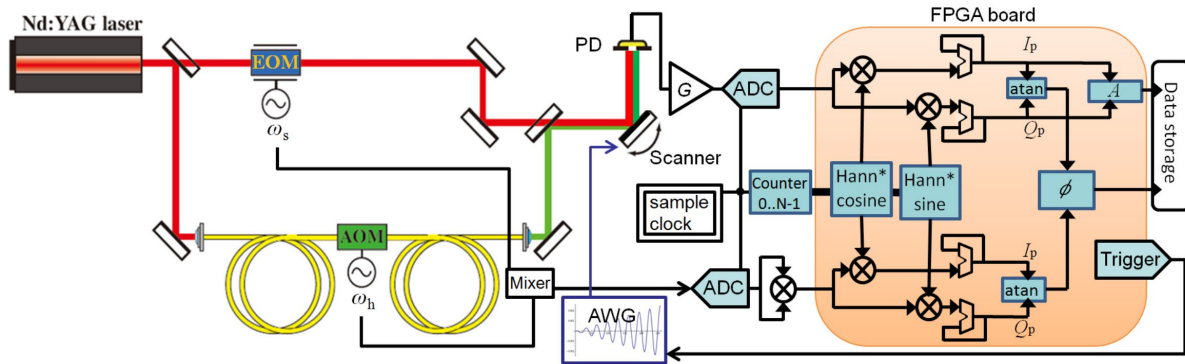 Nd:YAG laser
EOM
ωs
PD
G
ADC
FPGA board
Ip
atan
Qp
A
Data storage
Scanner
sample
clock
Counter
0..N-1
Hann*
cosine
Hann*
sine
ϕ
AOM
ωh
Mixer
AWG
ADC
Ip
atan
Qp
Trigger